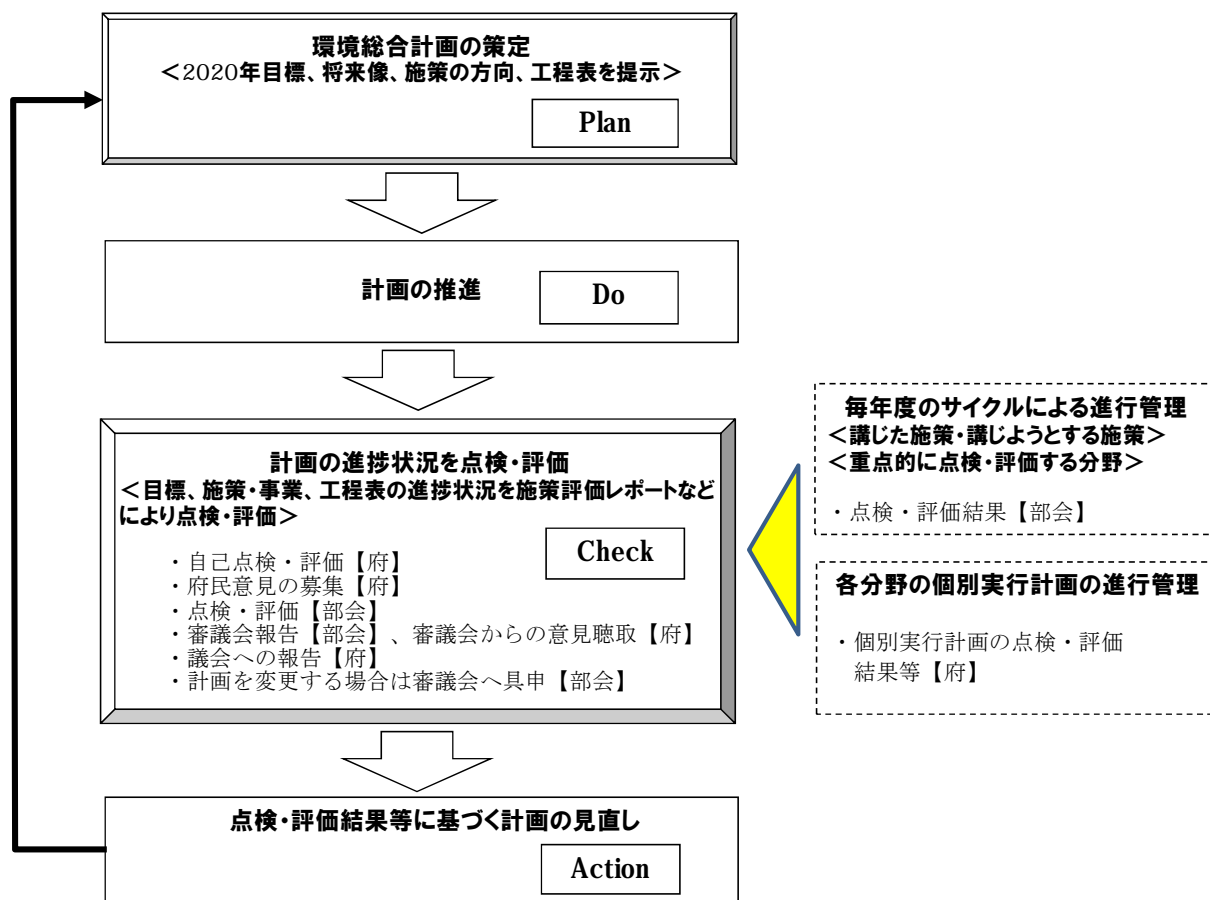 環境総合計画の策定
＜2020年目標、将来像、施策の方向、工程表を提示＞
Plan
計画の推進
Do
計画の進捗状況を点検・評価
＜目標、施策・事業、工程表の進捗状況を施策評価レポートなど
により点検・評価＞
Check
・自己点検・評価【府】
・府民意見の募集【府】
・点検・評価【部会】
・審議会報告【部会】、審議会からの意見聴取【府】
・議会への報告【府】
・計画を変更する場合は審議会へ具申【部会】
毎年度のサイクルによる進行管理
＜講じた施策・講じようとする施策＞
＜重点的に点検・評価する分野＞
・点検・評価結果【部会】
各分野の個別実行計画の進行管理
・個別実行計画の点検・評価
結果等【府】
点検・評価結果等に基づく計画の見直し
Action